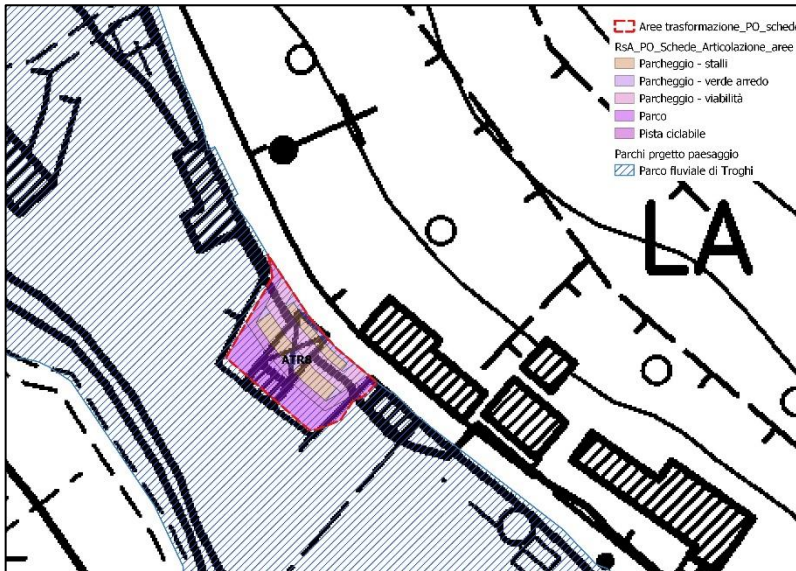 Aree trasformazione_PO_schede
RsA_PO_Schede_Articolazione_aree
Parcheggio - stalli
Parcheggio - verde arredo
Parcheggio - viabilità
Parco
Pista ciclabile
Parchi prgetto paesaggio
Parco fluviale di Troghi
LA
ATR8